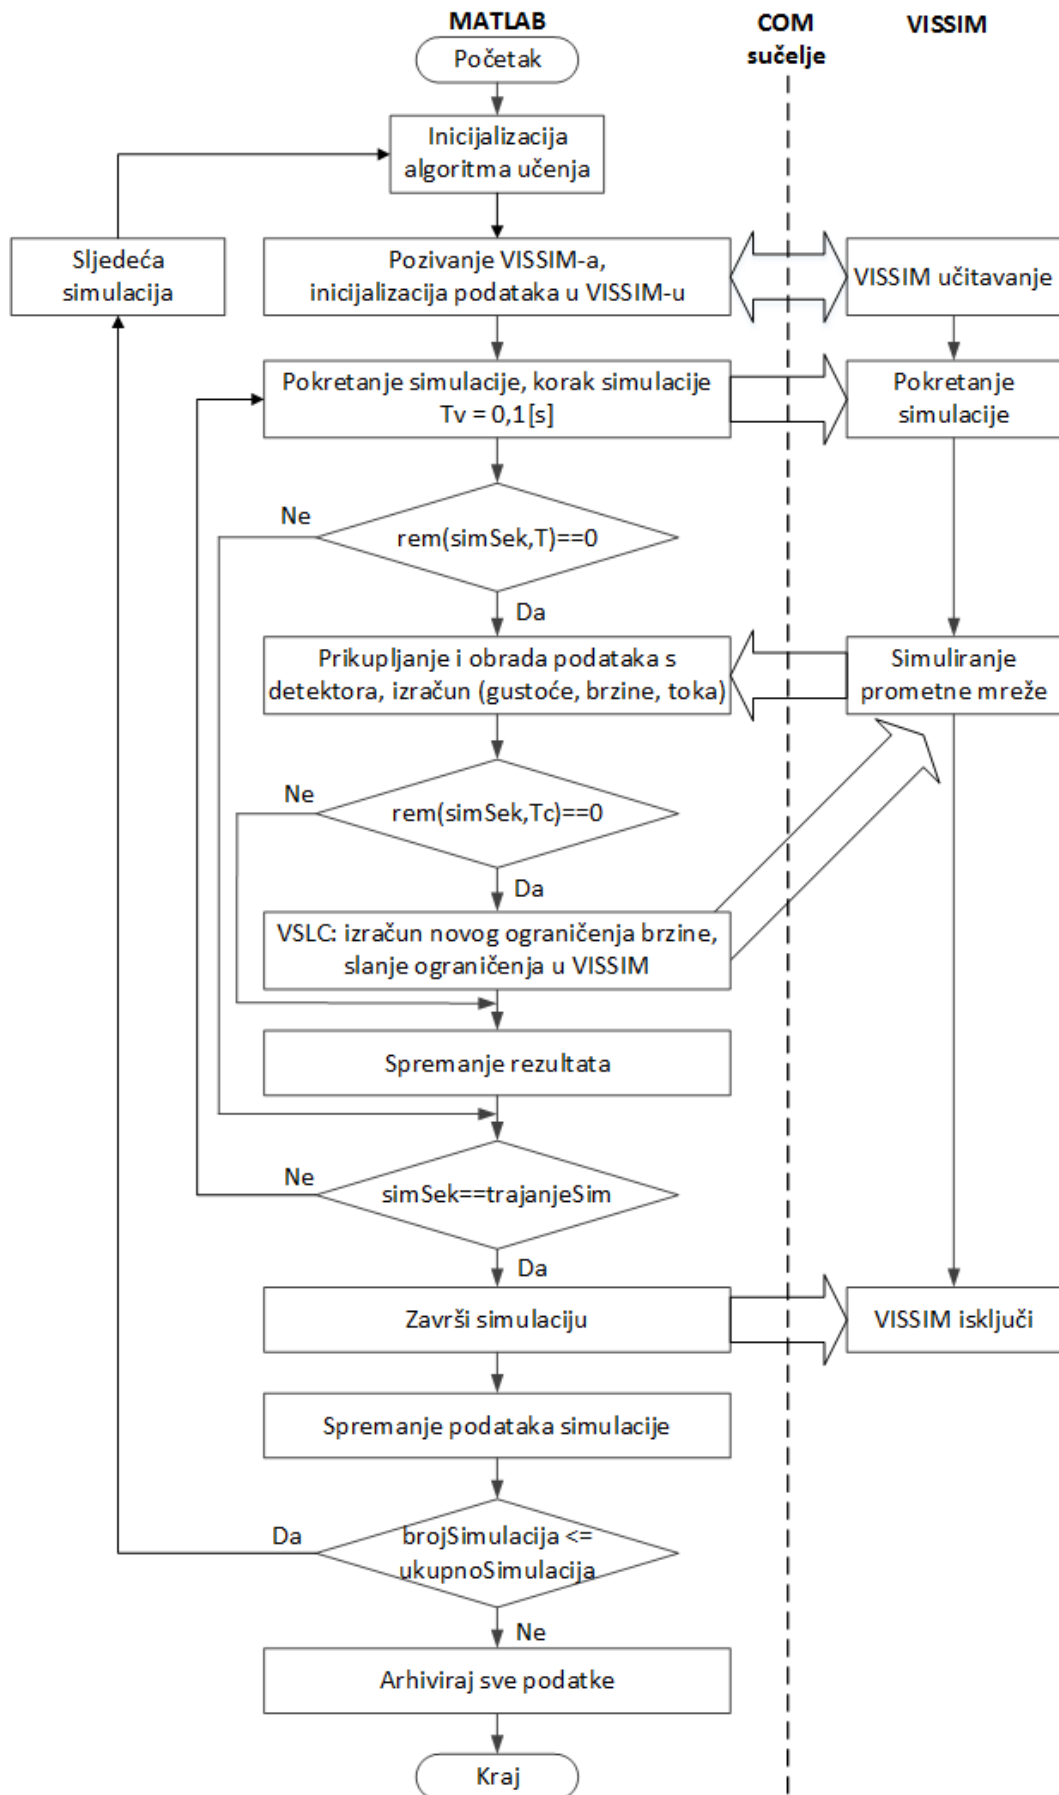 MATLAB
COM
sučelje
VISSIM
Početak
Inicijalizacija
algoritma učenja
Sljedeća
simulacija
Pozivanje VISSIM-a,
inicijalizacija podataka u VISSIM-u
VISSIM učitavanje
Pokretanje simulacije, korak simulacije
Tv = 0,1[s]
Pokretanje
simulacije
Ne
rem(simSek,T)==0
Da
Prikupljanje i obrada podataka s
detektora, izračun (gustoće, brzine, toka)
Simuliranje
prometne mreže
Ne
rem(simSek,Tc)==0
Da
VSLC: izračun novog ograničenja brzine,
slanje ograničenja u VISSIM
Spremanje rezultata
Ne
simSek==trajanjeSim
Da
Završi simulaciju
VISSIM isključi
Spremanje podataka simulacije
Da
brojSimulacija <=
ukupnoSimulacija
Ne
Arhiviraj sve podatke
Kraj